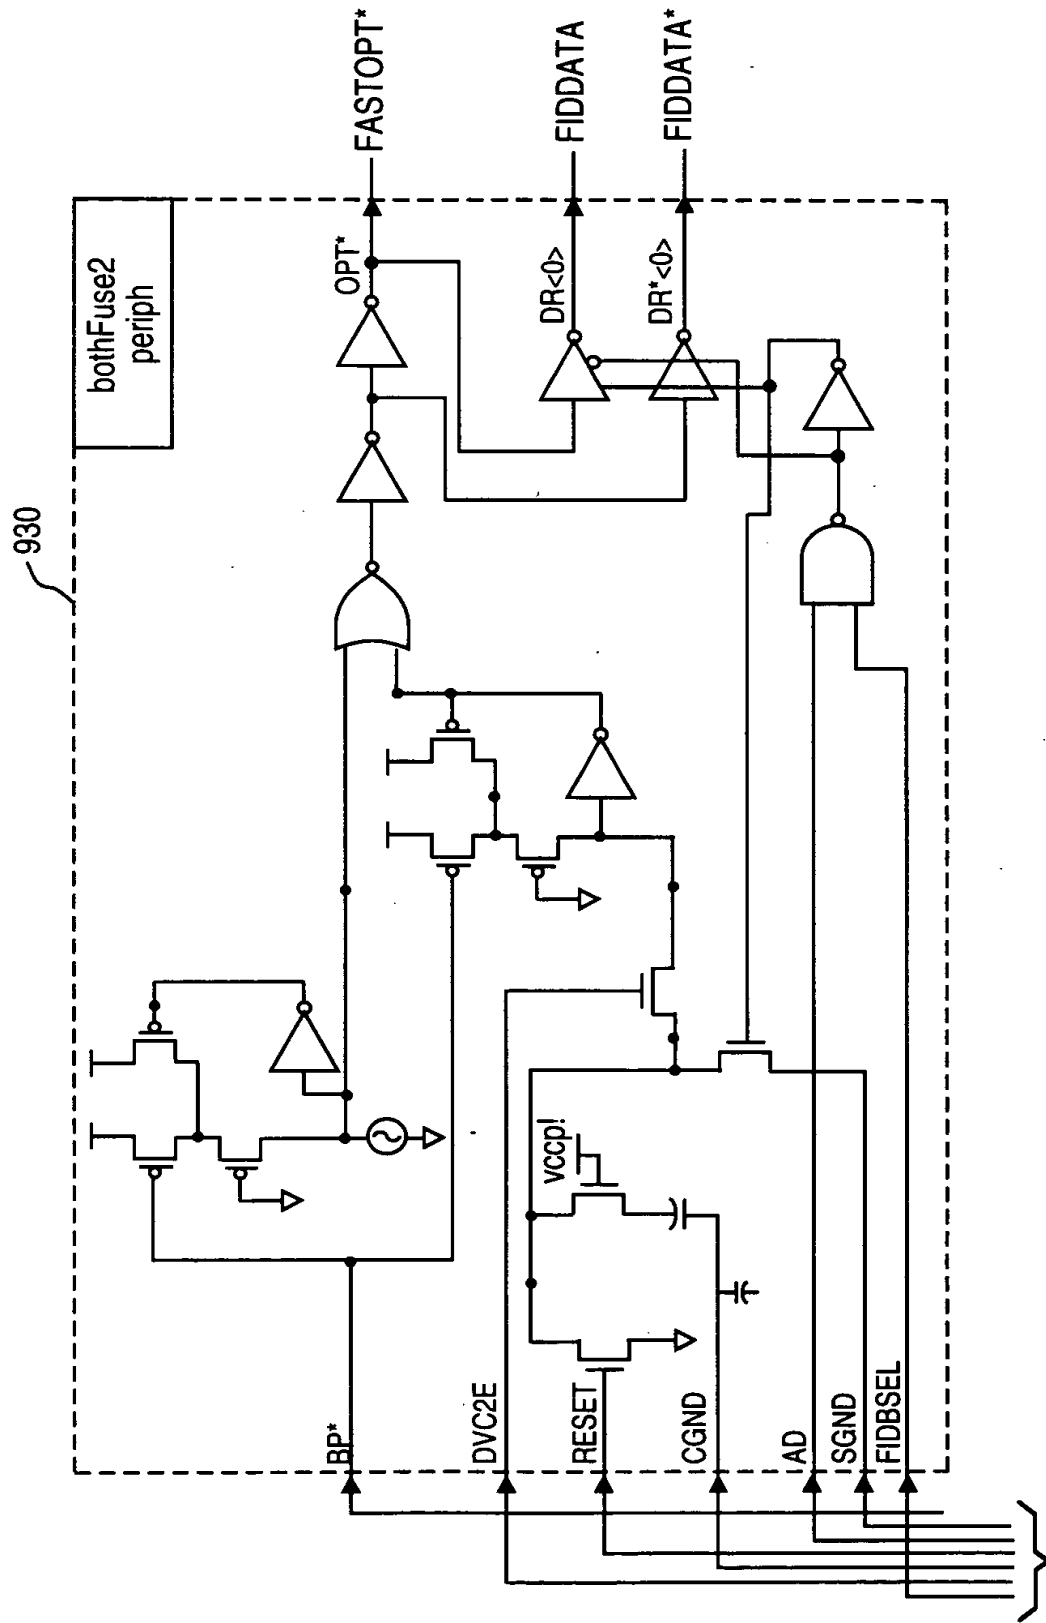 930
bothFuse2
periph
FASTOPT*
OPT*
FIDDATA
DR<0>
FIDDATA*
DR*<0>
vccp!
BP*
DVC2E
RESET
CGND
AD
SGND
FIDBSEL